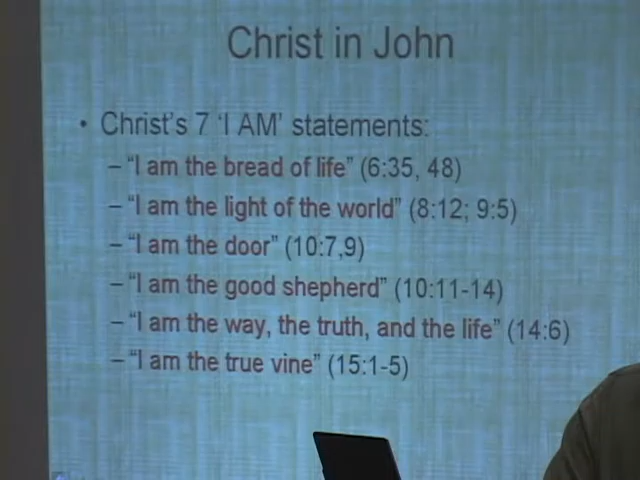 Christ in John
• Christ's 7 'I AM' statements:
– "I am the bread of life" (6:35, 48)
– "I am the light of the world" (8:12; 9:5)
– "I am the door" (10:7,9)
– "I am the good shepherd" (10:11-14)
– "I am the way, the truth, and the life" (14:6)
– "I am the true vine" (15:1-5)